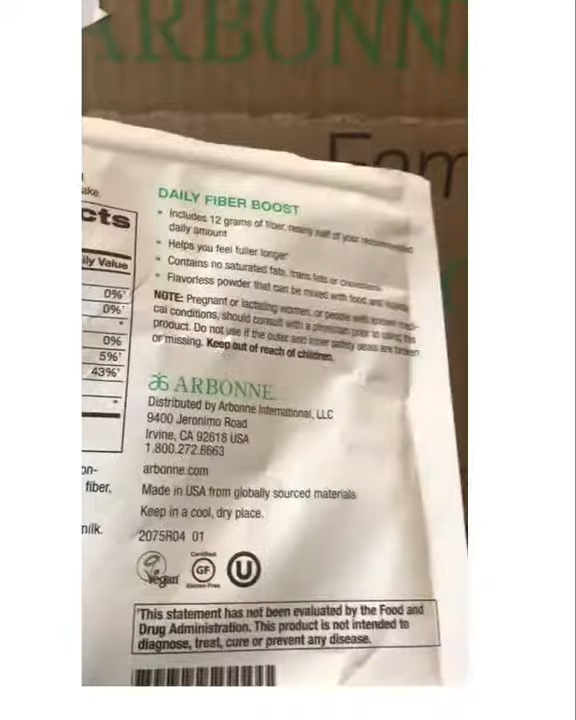 ARBONN
Fam
ake.
cts
ily Value
0%†
0%†
*
0%
5%†
43%†
*
on-
fiber,
milk.
DAILY FIBER BOOST
• Includes 12 grams of fiber, nearly half of your recommended
daily amount
• Helps you feel fuller longer
• Contains no saturated fats, trans fats or cholesterol
• Flavorless powder that can be mixed with food and liquids
NOTE: Pregnant or lactating women, or people with known medi-
cal conditions, should consult with a physician prior to using this
product. Do not use if the outer and inner safety seals are broken
or missing. Keep out of reach of children.
ARBONNE
Distributed by Arbonne International, LLC
9400 Jeronimo Road
Irvine, CA 92618 USA
1.800.272.6663
arbonne.com
Made in USA from globally sourced materials
Keep in a cool, dry place.
2075R04 01
Vegan
Certified
GF
Gluten-Free
U
†This statement has not been evaluated by the Food and
Drug Administration. This product is not intended to
diagnose, treat, cure or prevent any disease.